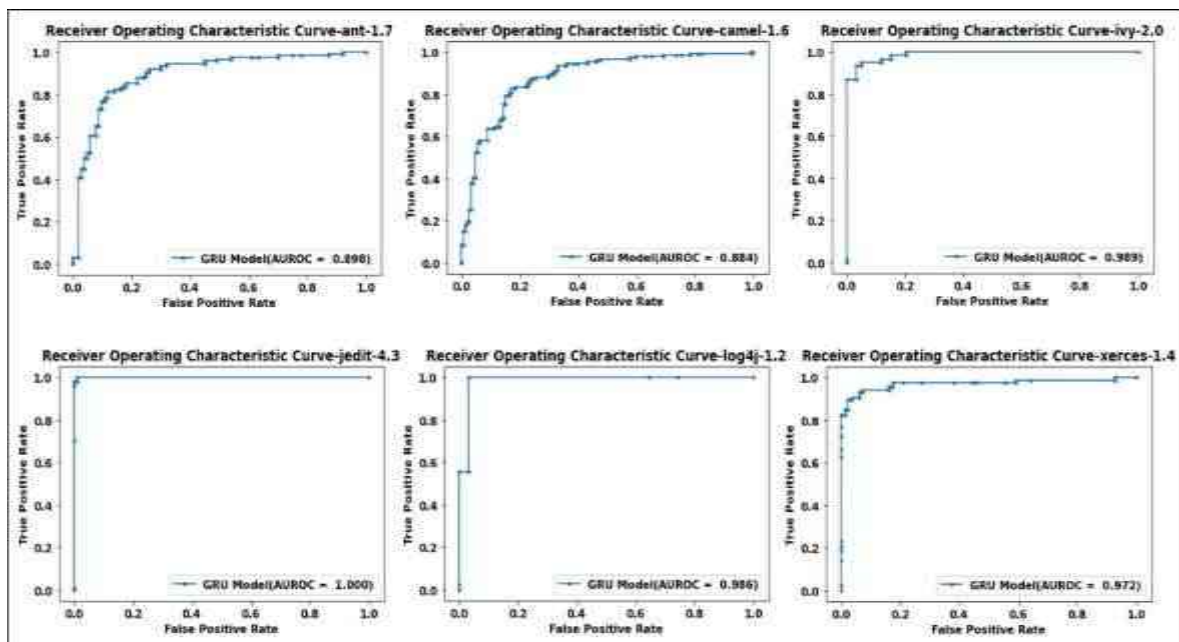 Receiver Operating Characteristic Curve-ant-1.7
1.0
0.8
0.6
0.4
0.2
0.0
True Positive Rate
GRU Model(AUROC = 0.898)
0.0 0.2 0.4 0.6 0.8 1.0
False Positive Rate
Receiver Operating Characteristic Curve-camel-1.6
1.0
0.8
0.6
0.4
0.2
0.0
True Positive Rate
GRU Model(AUROC = 0.884)
0.0 0.2 0.4 0.6 0.8 1.0
False Positive Rate
Receiver Operating Characteristic Curve-ivy-2.0
1.0
0.8
0.6
0.4
0.2
0.0
True Positive Rate
GRU Model(AUROC = 0.989)
0.0 0.2 0.4 0.6 0.8 1.0
False Positive Rate
Receiver Operating Characteristic Curve-jedit-4.3
1.0
0.8
0.6
0.4
0.2
0.0
True Positive Rate
GRU Model(AUROC = 1.000)
0.0 0.2 0.4 0.6 0.8 1.0
False Positive Rate
Receiver Operating Characteristic Curve-log4j-1.2
1.0
0.8
0.6
0.4
0.2
0.0
True Positive Rate
GRU Model(AUROC = 0.986)
0.0 0.2 0.4 0.6 0.8 1.0
False Positive Rate
Receiver Operating Characteristic Curve-xerces-1.4
1.0
0.8
0.6
0.4
0.2
0.0
True Positive Rate
GRU Model(AUROC = 0.972)
0.0 0.2 0.4 0.6 0.8 1.0
False Positive Rate